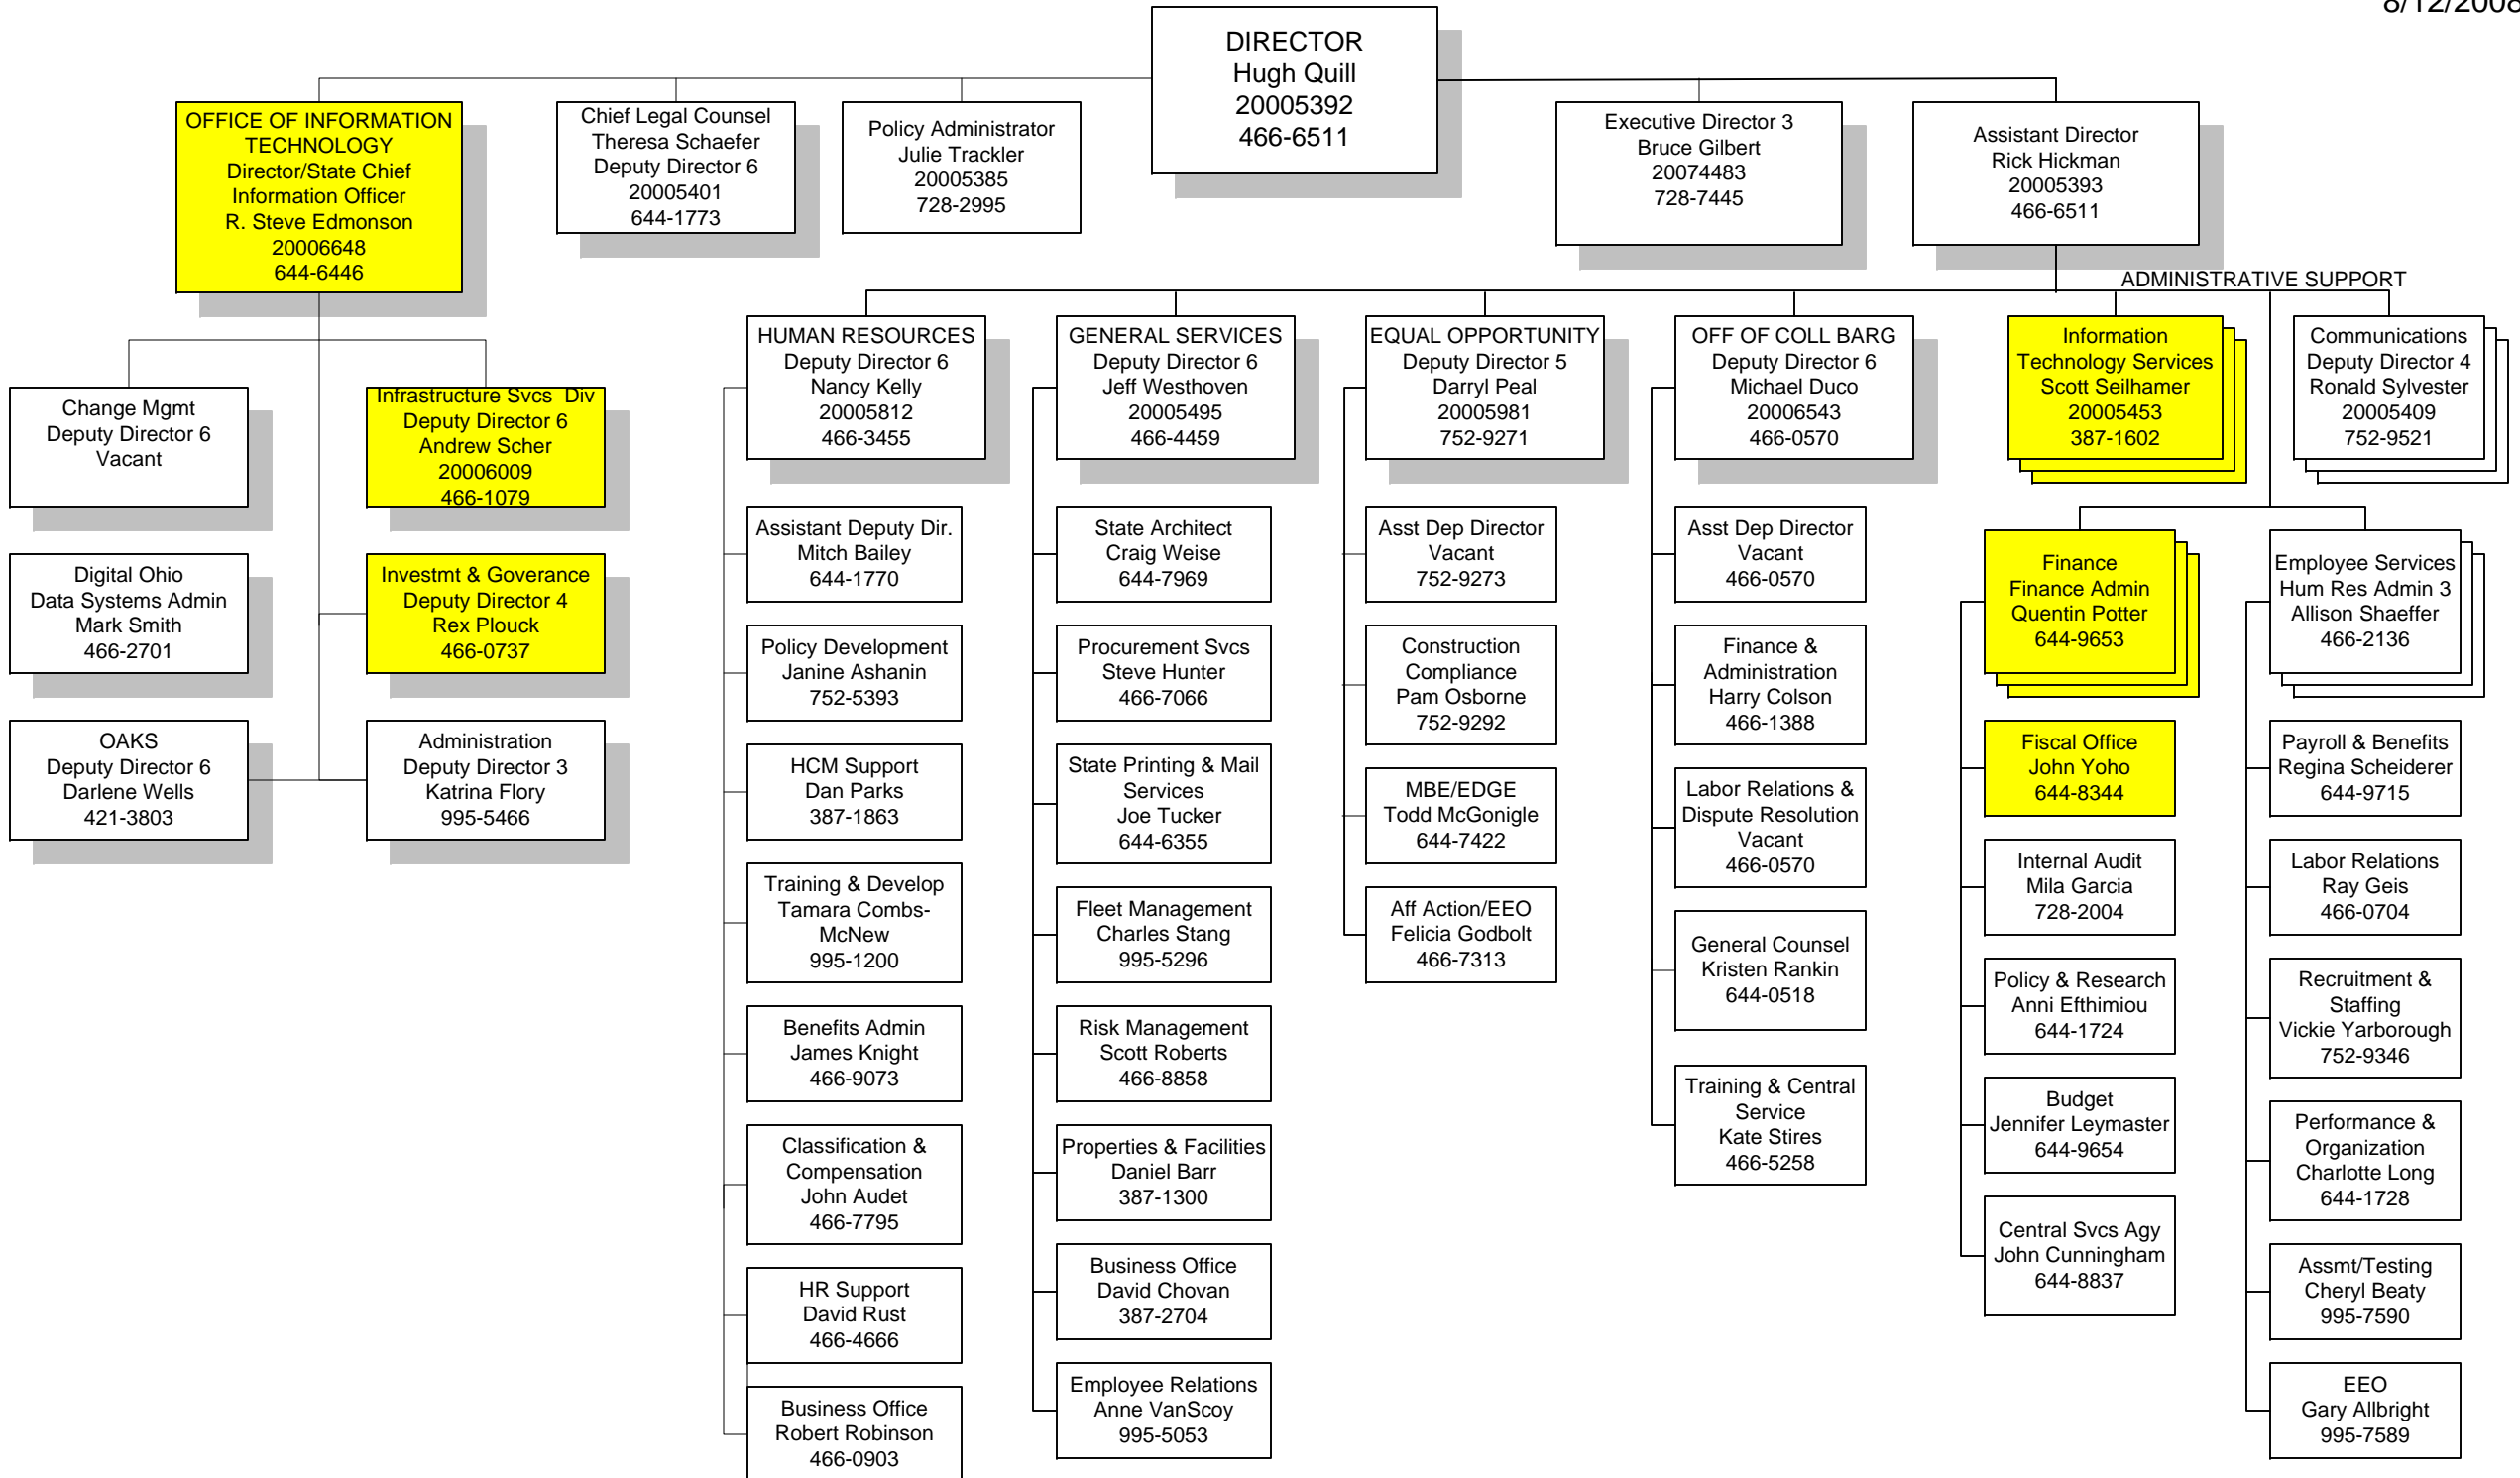 8/12/2008
DIRECTOR
Hugh Quill
20005392
466-6511
OFFICE OF INFORMATION
TECHNOLOGY
Director/State Chief
Information Officer
R. Steve Edmonson
20006648
644-6446
Chief Legal Counsel
Theresa Schaefer
Deputy Director 6
20005401
644-1773
Policy Administrator
Julie Trackler
20005385
728-2995
Executive Director 3
Bruce Gilbert
20074483
728-7445
Assistant Director
Rick Hickman
20005393
466-6511
ADMINISTRATIVE SUPPORT
Change Mgmt
Deputy Director 6
Vacant
Infrastructure Svcs Div
Deputy Director 6
Andrew Scher
20006009
466-1079
Digital Ohio
Data Systems Admin
Mark Smith
466-2701
Investmt & Goverance
Deputy Director 4
Rex Plouck
466-0737
OAKS
Deputy Director 6
Darlene Wells
421-3803
Administration
Deputy Director 3
Katrina Flory
995-5466
HUMAN RESOURCES
Deputy Director 6
Nancy Kelly
20005812
466-3455
Assistant Deputy Dir.
Mitch Bailey
644-1770
Policy Development
Janine Ashanin
752-5393
HCM Support
Dan Parks
387-1863
Training & Develop
Tamara Combs-
McNew
995-1200
Benefits Admin
James Knight
466-9073
Classification &
Compensation
John Audet
466-7795
HR Support
David Rust
466-4666
Business Office
Robert Robinson
466-0903
GENERAL SERVICES
Deputy Director 6
Jeff Westhoven
20005495
466-4459
State Architect
Craig Weise
644-7969
Procurement Svcs
Steve Hunter
466-7066
State Printing & Mail
Services
Joe Tucker
644-6355
Fleet Management
Charles Stang
995-5296
Risk Management
Scott Roberts
466-8858
Properties & Facilities
Daniel Barr
387-1300
Business Office
David Chovan
387-2704
Employee Relations
Anne VanScoy
995-5053
EQUAL OPPORTUNITY
Deputy Director 5
Darryl Peal
20005981
752-9271
Asst Dep Director
Vacant
752-9273
Construction
Compliance
Pam Osborne
752-9292
MBE/EDGE
Todd McGonigle
644-7422
Aff Action/EEO
Felicia Godbolt
466-7313
OFF OF COLL BARG
Deputy Director 6
Michael Duco
20006543
466-0570
Asst Dep Director
Vacant
466-0570
Finance &
Administration
Harry Colson
466-1388
Labor Relations &
Dispute Resolution
Vacant
466-0570
General Counsel
Kristen Rankin
644-0518
Training & Central
Service
Kate Stires
466-5258
Information
Technology Services
Scott Seilhamer
20005453
387-1602
Communications
Deputy Director 4
Ronald Sylvester
20005409
752-9521
Finance
Finance Admin
Quentin Potter
644-9653
Fiscal Office
John Yoho
644-8344
Internal Audit
Mila Garcia
728-2004
Policy & Research
Anni Efthimiou
644-1724
Budget
Jennifer Leymaster
644-9654
Central Svcs Agy
John Cunningham
644-8837
Employee Services
Hum Res Admin 3
Allison Shaeffer
466-2136
Payroll & Benefits
Regina Scheiderer
644-9715
Labor Relations
Ray Geis
466-0704
Recruitment &
Staffing
Vickie Yarborough
752-9346
Performance &
Organization
Charlotte Long
644-1728
Assmt/Testing
Cheryl Beaty
995-7590
EEO
Gary Allbright
995-7589